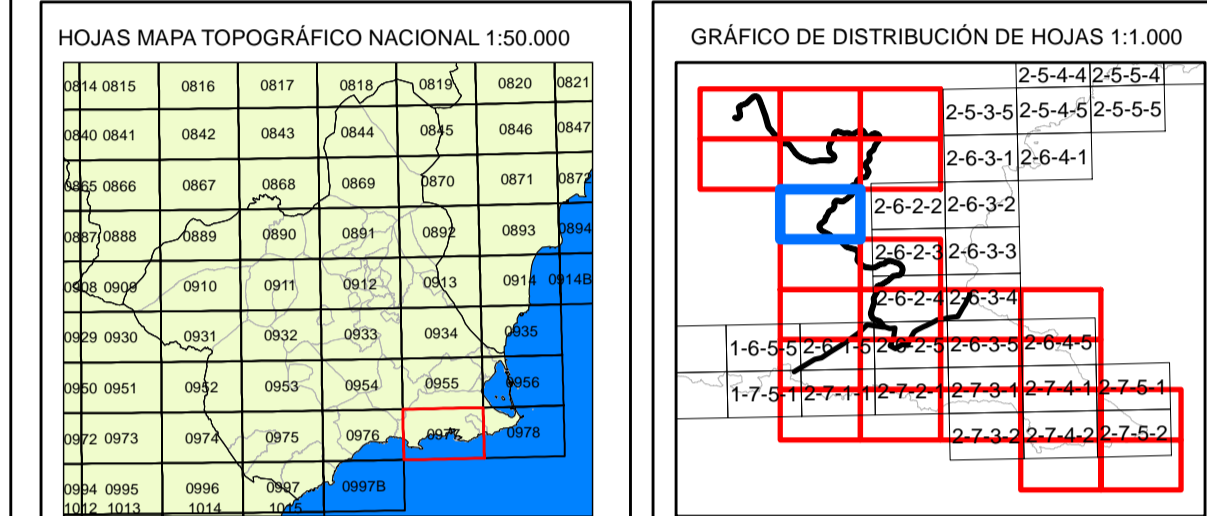 HOJAS MAPA TOPOGRÁFICO NACIONAL 1:50.000
0814 0815 0816 0817 0818 0819 0820 0821
0840 0841 0842 0843 0844 0845 0846 0847
0865 0866 0867 0868 0869 0870 0871 0872
0887 0888 0889 0890 0891 0892 0893 0894
0908 0909 0910 0911 0912 0913 0914 0914B
0929 0930 0931 0932 0933 0934 0935
0950 0951 0952 0953 0954 0955 0956
0972 0973 0974 0975 0976 0977 0978
0994 0995 0996 0997 0997B
1012 1013 1014 1015
GRÁFICO DE DISTRIBUCIÓN DE HOJAS 1:1.000
2-5-4-4 2-5-5-4
2-5-3-5 2-5-4-5 2-5-5-5
2-6-3-1 2-6-4-1
2-6-2-2 2-6-3-2
2-6-2-3 2-6-3-3
2-6-2-4 2-6-3-4
1-6-5-5 2-6-1-5 2-6-2-5 2-6-3-5 2-6-4-5
1-7-5-1 2-7-1-1 2-7-2-1 2-7-3-1 2-7-4-1 2-7-5-1
2-7-3-2 2-7-4-2 2-7-5-2